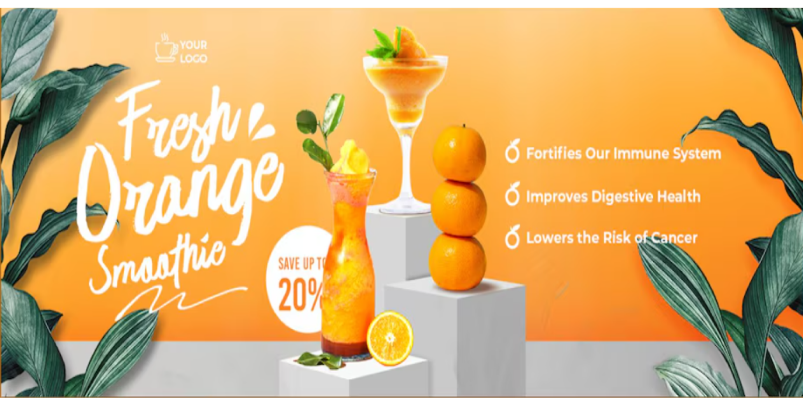 YOUR
LOGO
Fresh
Orange
Smoothie
SAVE UP TO
20%
Fortifies Our Immune System
Improves Digestive Health
Lowers the Risk of Cancer